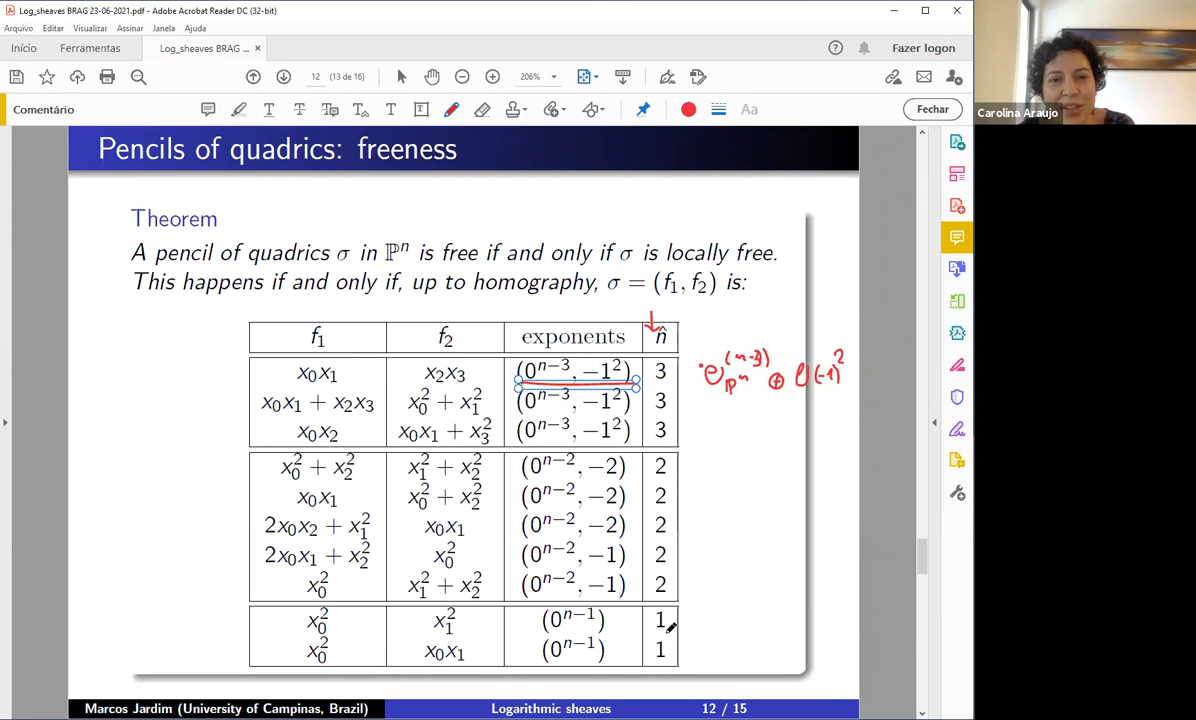 Log_sheaves BRAG 23-06-2021.pdf - Adobe Acrobat Reader DC (32-bit)
Arquivo Editar Visualizar Assinar Janela Ajuda
Início Ferramentas Log_sheaves BRAG ... × Fazer logon
12 (13 de 16) 206%
Comentário T T T T Aa Fechar
Carolina Araujo
Pencils of quadrics: freeness
Theorem
A pencil of quadrics σ in ℙⁿ is free if and only if σ is locally free.
This happens if and only if, up to homography, σ = (f₁, f₂) is:
f₁ f₂ exponents n̂
x₀x₁ x₂x₃ (0ⁿ⁻³, −1²) 3
x₀x₁ + x₂x₃ x₀² + x₁² (0ⁿ⁻³, −1²) 3
x₀x₂ x₀x₁ + x₃² (0ⁿ⁻³, −1²) 3
x₀² + x₂² x₁² + x₂² (0ⁿ⁻², −2) 2
x₀x₁ x₀² + x₂² (0ⁿ⁻², −2) 2
2x₀x₂ + x₁² x₀x₁ (0ⁿ⁻², −2) 2
2x₀x₁ + x₂² x₀² (0ⁿ⁻², −1) 2
x₀² x₁² + x₂² (0ⁿ⁻², −1) 2
x₀² x₁² (0ⁿ⁻¹) 1
x₀² x₀x₁ (0ⁿ⁻¹) 1
Marcos Jardim (University of Campinas, Brazil) Logarithmic sheaves 12 / 15